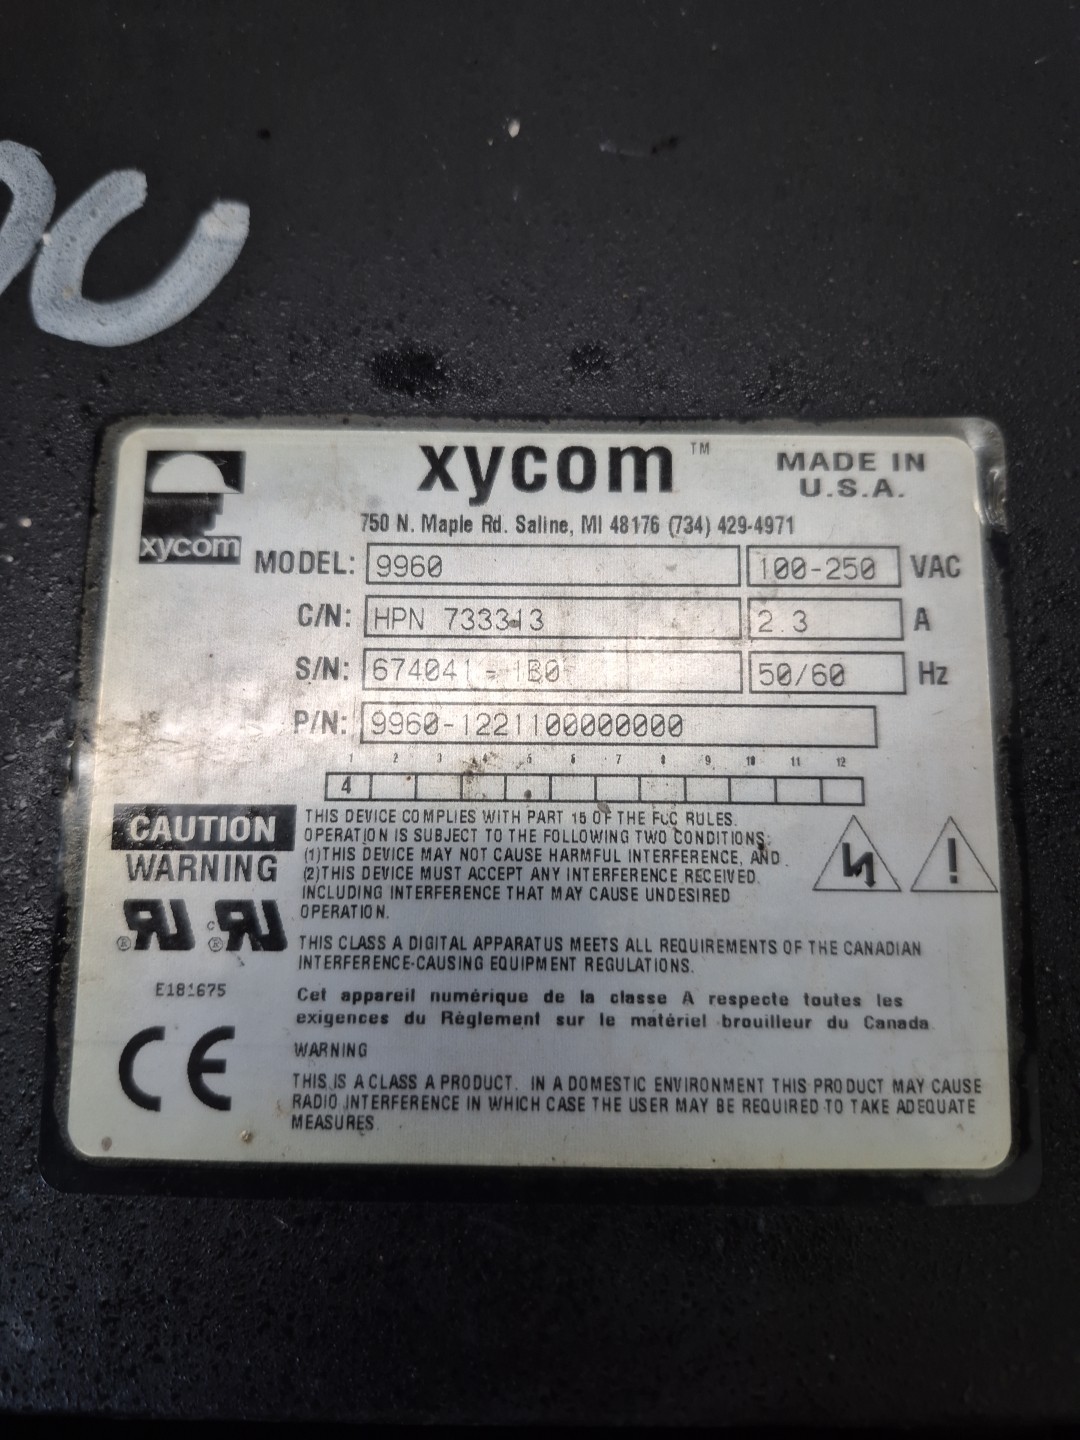 xycom™
MADE IN
U.S.A.
xycom
750 N. Maple Rd. Saline, MI 48176 (734) 429-4971
MODEL: 9960 100-250 VAC
C/N: HPN 733313 2.3 A
S/N: 674041-1B0 50/60 Hz
P/N: 9960-1221100000000
1 2 3 4 5 6 7 8 9 10 11 12
4
CAUTION
WARNING
THIS DEVICE COMPLIES WITH PART 15 OF THE FCC RULES.
OPERATION IS SUBJECT TO THE FOLLOWING TWO CONDITIONS:
(1)THIS DEVICE MAY NOT CAUSE HARMFUL INTERFERENCE, AND
(2)THIS DEVICE MUST ACCEPT ANY INTERFERENCE RECEIVED,
INCLUDING INTERFERENCE THAT MAY CAUSE UNDESIRED
OPERATION.
THIS CLASS A DIGITAL APPARATUS MEETS ALL REQUIREMENTS OF THE CANADIAN
INTERFERENCE-CAUSING EQUIPMENT REGULATIONS.
E181675
Cet appareil numérique de la classe A respecte toutes les
exigences du Règlement sur le matériel brouilleur du Canada
CE
WARNING
THIS IS A CLASS A PRODUCT. IN A DOMESTIC ENVIRONMENT THIS PRODUCT MAY CAUSE
RADIO INTERFERENCE IN WHICH CASE THE USER MAY BE REQUIRED TO TAKE ADEQUATE
MEASURES.